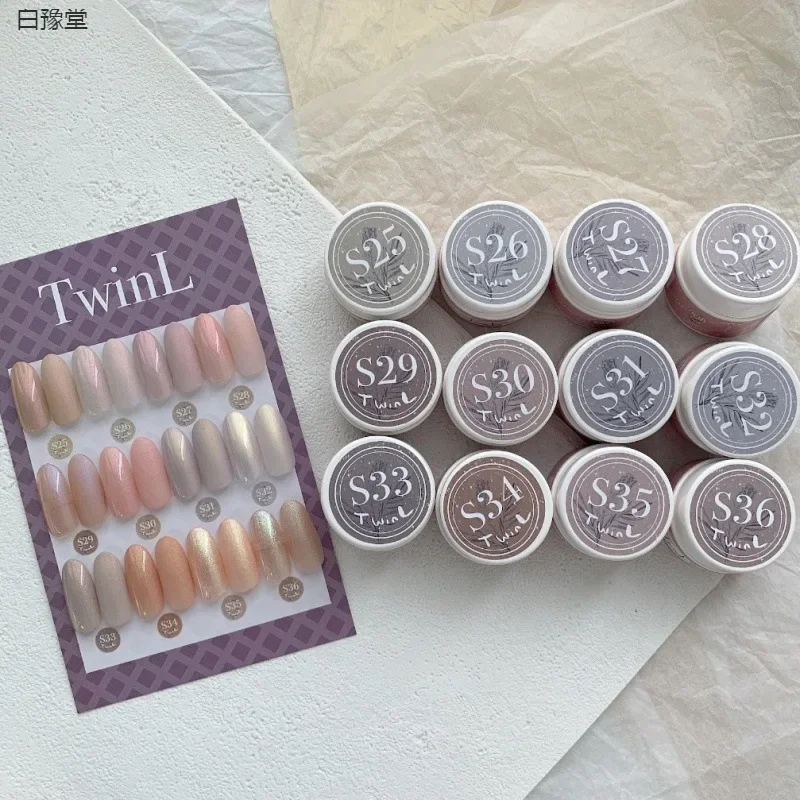 白豫堂
TwinL
S25
S26
S27
S28
S29
S30
S31
S32
S33
S34
S35
S36
S25
TwinL
S26
TwinL
S27
TwinL
S28
TwinL
S29
TwinL
S30
TwinL
S31
TwinL
S32
TwinL
S33
TwinL
S34
TwinL
S35
TwinL
S36
TwinL